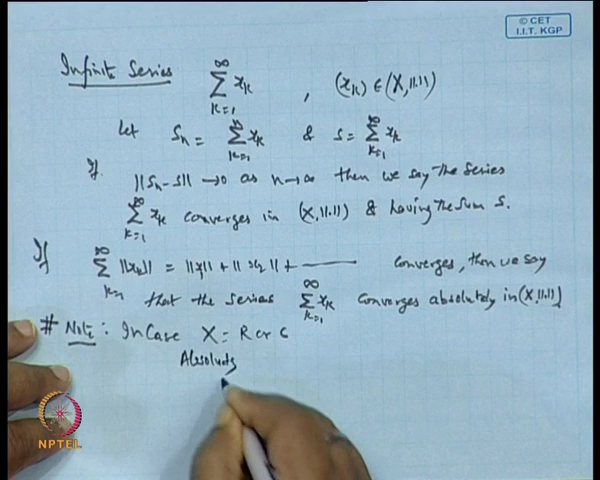 © CET
I.I.T. KGP
Infinite Series ∑_{k=1}^{∞} x_k , (x_k) ∈ (X, ||.||)
Let S_n = ∑_{k=1}^{n} x_k & s = ∑_{k=1}^{∞} x_k
If ||S_n - s|| → 0 as n → ∞ then we say the series
∑_{k=1}^{∞} x_k converges in (X, ||.||) & having the sum s.
If ∑_{k=1}^{∞} ||x_k|| = ||x_1|| + ||x_2|| + ——— converges, then we say
that the series ∑_{k=1}^{∞} x_k converges absolutely in (X, ||.||)
# Note: In Case X = R or C
Absolutely
NPTEL